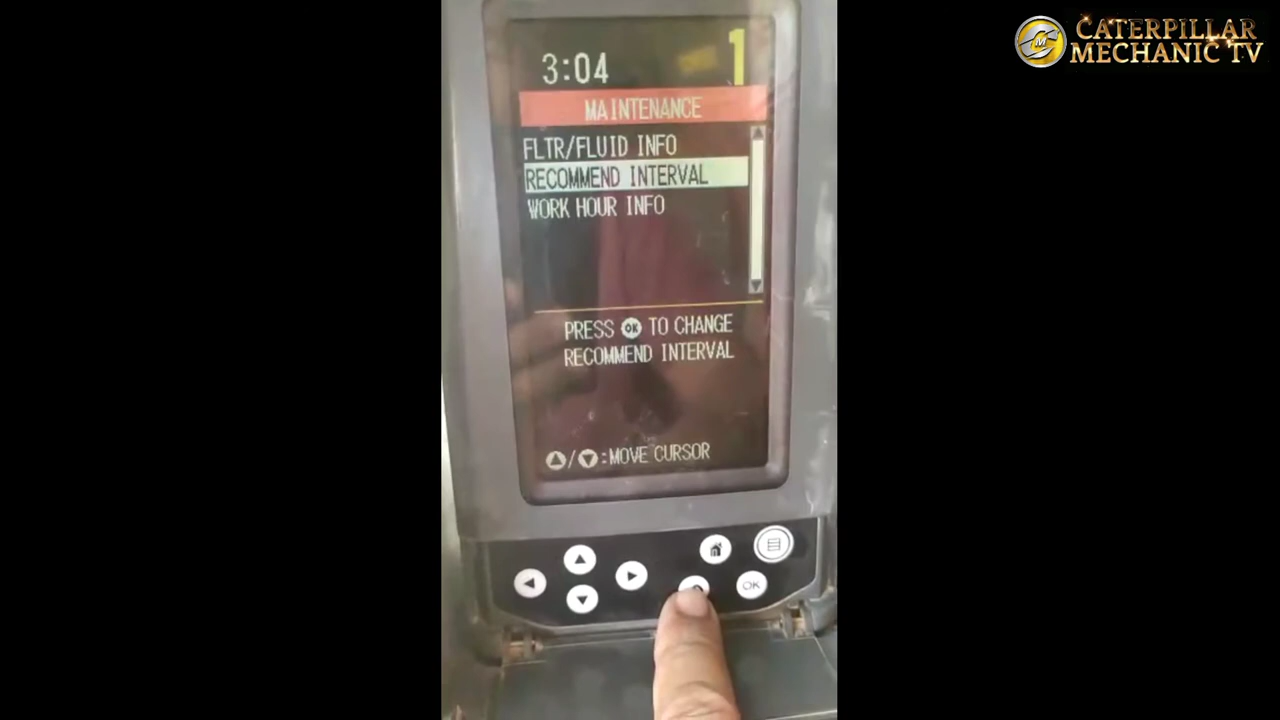 CATERPILLAR
MECHANIC TV
3:04
1
MAINTENANCE
FLTR/FLUID INFO
RECOMMEND INTERVAL
WORK HOUR INFO
PRESS OK TO CHANGE
RECOMMEND INTERVAL
/ :MOVE CURSOR
OK